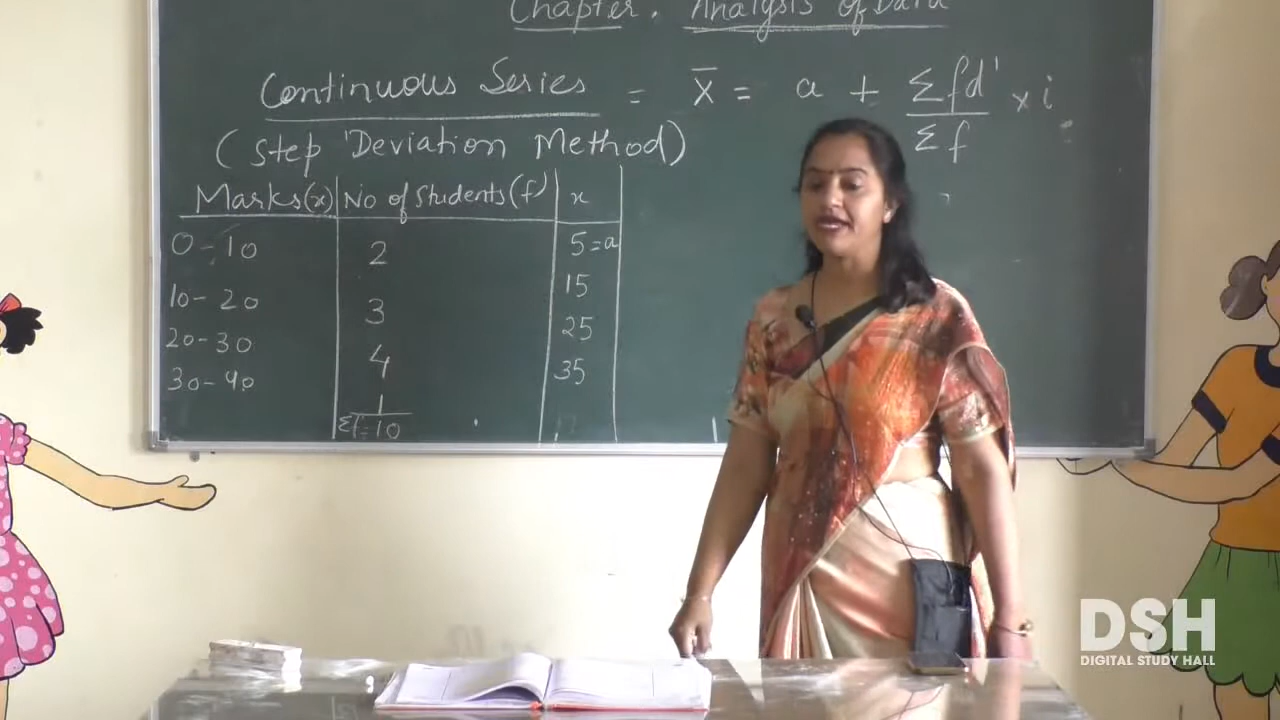 Chapter. Analysis of Data
Continuous Series = x̄ = a + Σfd' / Σf × i
(Step Deviation Method)
Marks(x) No of Students(f) x
0-10 2 5=a
10-20 3 15
20-30 4 25
30-40 1 35
Σf=10
DSH
DIGITAL STUDY HALL